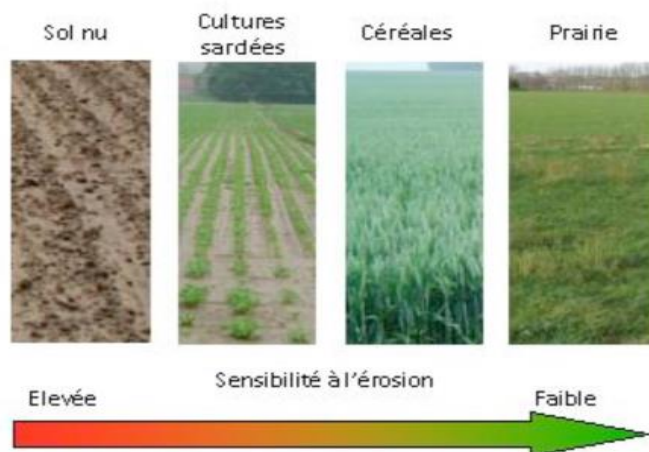 Sol nu
Cultures
sardées
Céréales
Prairie
Sensibilité à l'érosion
Elevée
Faible